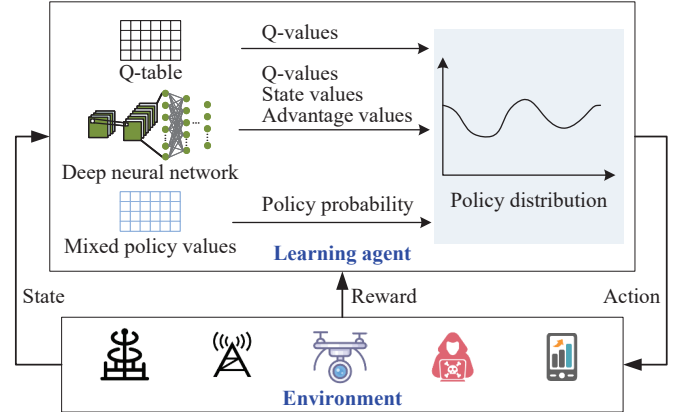 Q-table
Q-values
Q-values
State values
Advantage values
Deep neural network
Policy probability
Mixed policy values
Policy distribution
Learning agent
State
Reward
Action
Environment